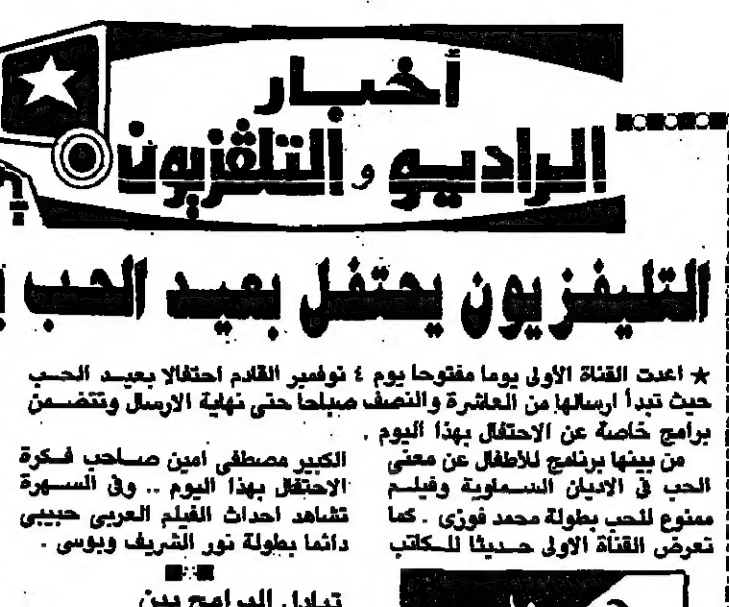 أخبار
الراديو و التلفزيون
التليفزيون يحتفل بعيد الحب
★ اعدت القناة الأولى يوما مفتوحا يوم ٤ نوفمبر القادم احتفالا بعيد الحب
حيث تبدأ ارسالها من العاشرة والنصف صباحا حتى نهاية الارسال وتتضمن
برامج خاصة عن الاحتفال بهذا اليوم .
من بينها برنامج للأطفال عن معنى
الحب في الاديان السماوية وفيلم
ممنوع للحب بطولة محمد فوزى . كما
تعرض القناة الاولى حديثا للكاتب
الكبير مصطفى امين صاحب فكرة
الاحتفال بهذا اليوم .. وفي السهرة
تشاهد احداث الفيلم العربى حبيبى
دائما بطولة نور الشريف وبوسى .
تبادل البرامج بين